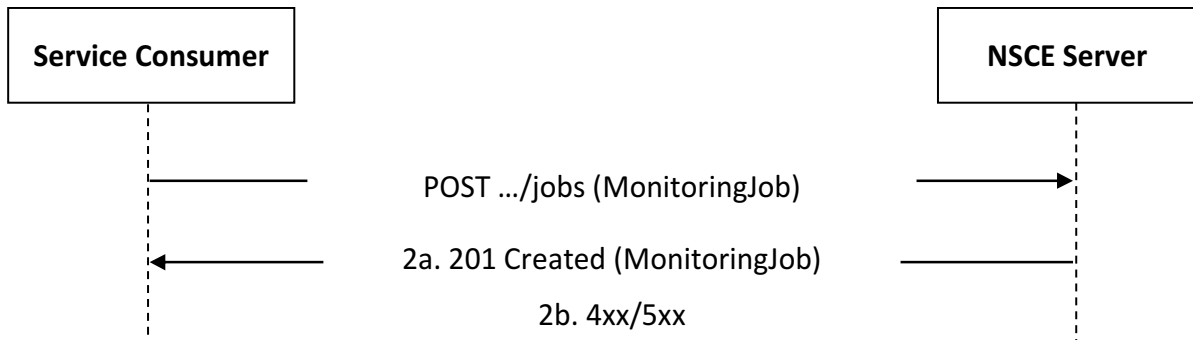 Service Consumer
NSCE Server
POST …/jobs (MonitoringJob)
2a. 201 Created (MonitoringJob)
2b. 4xx/5xx